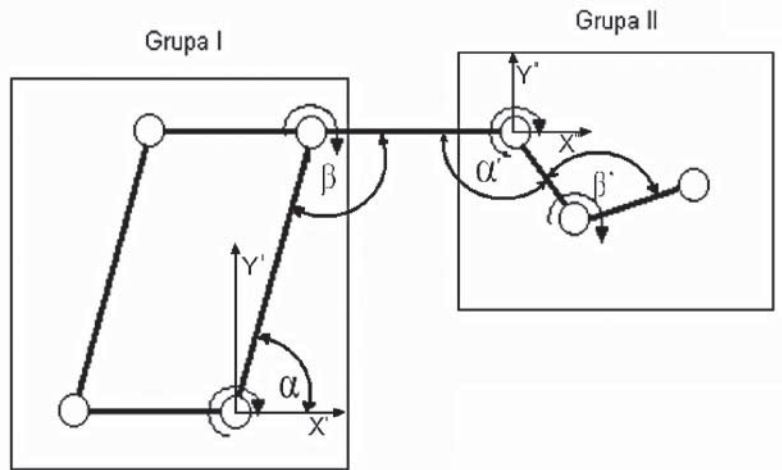 Grupa I
Grupa II
Y"
X"
β
α'
β'
Y'
α
X'